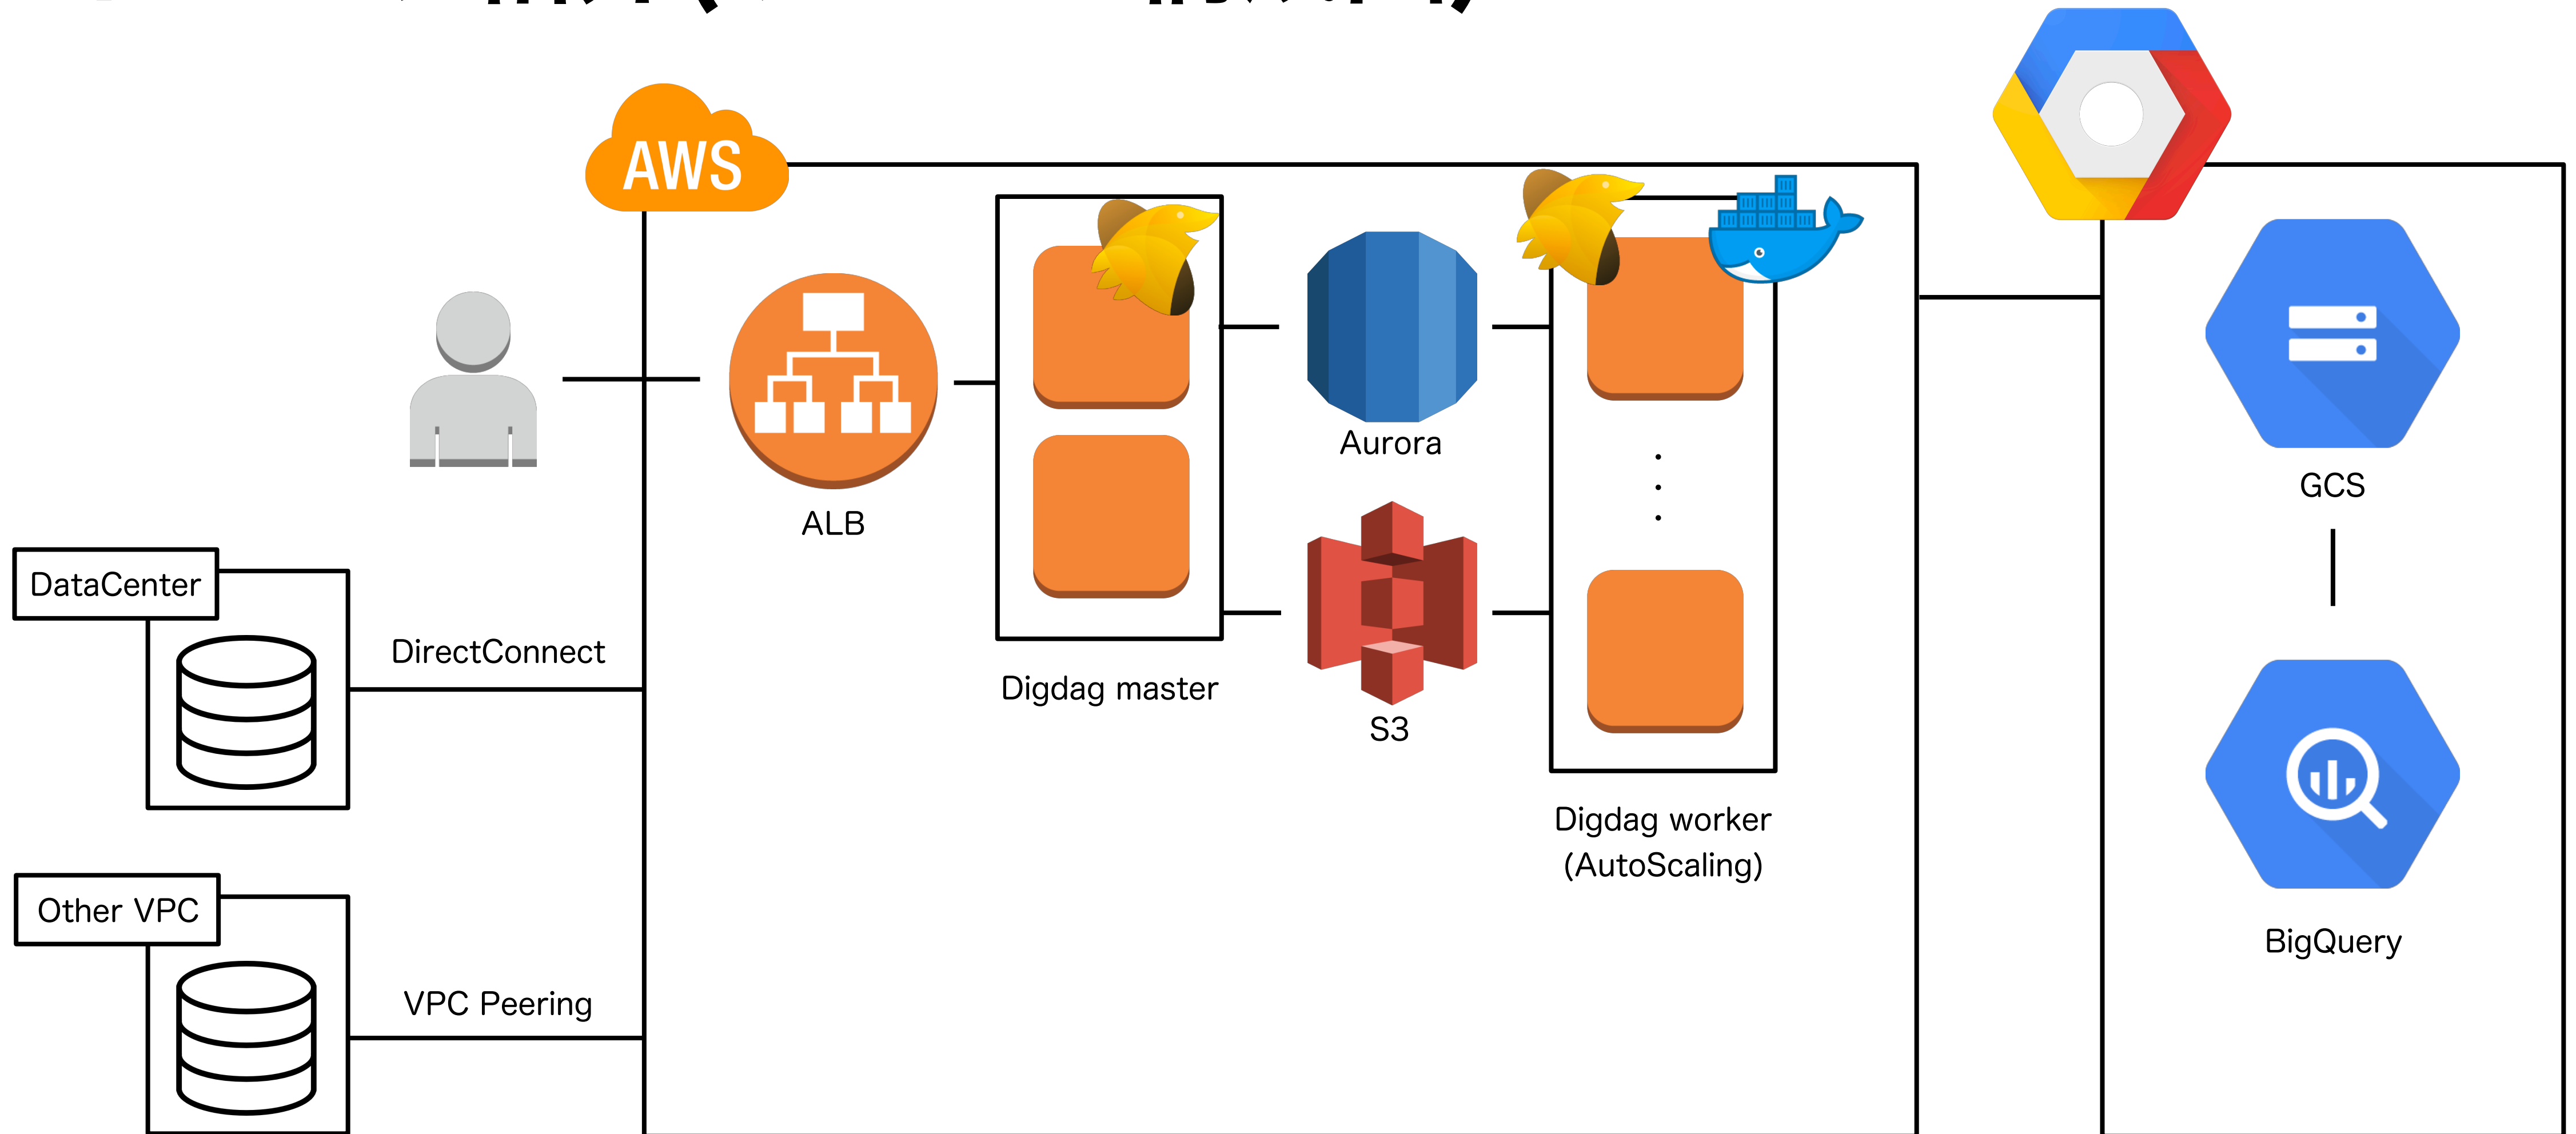 AWS
ALB
Digdag master
Aurora
S3
Digdag worker
(AutoScaling)
GCS
BigQuery
DataCenter
DirectConnect
Other VPC
VPC Peering